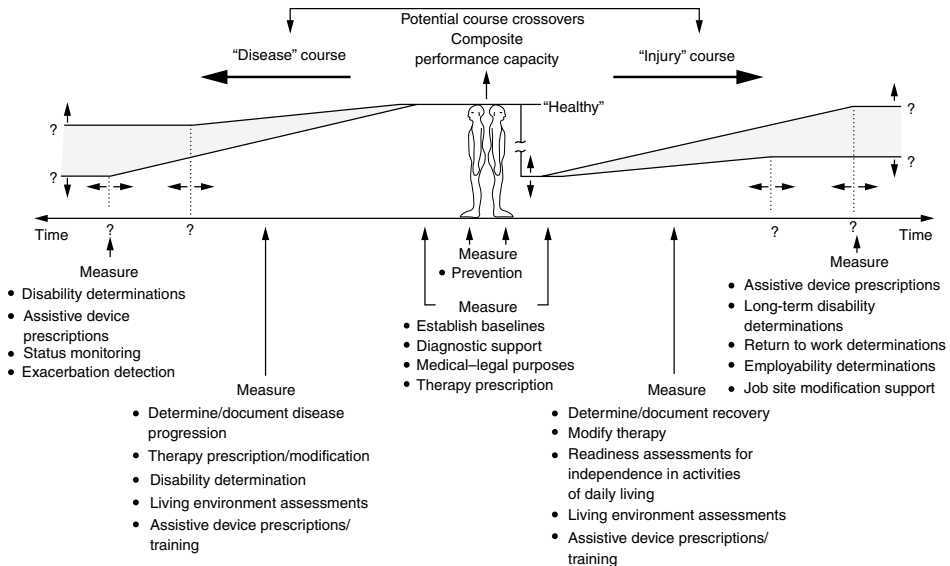 Potential course crossovers
Composite
performance capacity
“Disease” course
“Injury” course
“Healthy”
?
?
?
?
Time
?
?
?
?
Time
Measure
• Disability determinations
• Assistive device
prescriptions
• Status monitoring
• Exacerbation detection
Measure
• Determine/document disease
progression
• Therapy prescription/modification
• Disability determination
• Living environment assessments
• Assistive device prescriptions/
training
Measure
• Prevention
Measure
• Establish baselines
• Diagnostic support
• Medical–legal purposes
• Therapy prescription
Measure
• Determine/document recovery
• Modify therapy
• Readiness assessments for
independence in activities
of daily living
• Living environment assessments
• Assistive device prescriptions/
training
Measure
• Assistive device prescriptions
• Long-term disability
determinations
• Return to work determinations
• Employability determinations
• Job site modification support